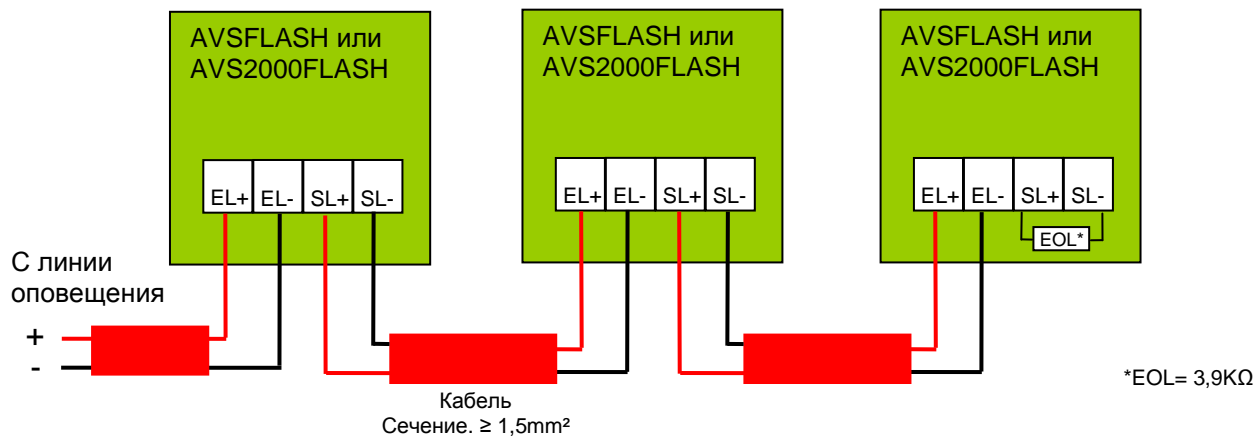 AVSFLASH или
AVS2000FLASH
AVSFLASH или
AVS2000FLASH
AVSFLASH или
AVS2000FLASH
EL+ EL- SL+ SL-
EL+ EL- SL+ SL-
EL+ EL- SL+ SL-
EOL*
С линии
оповещения
+
-
*EOL= 3,9KΩ
Кабель
Сечение. ≥ 1,5mm²